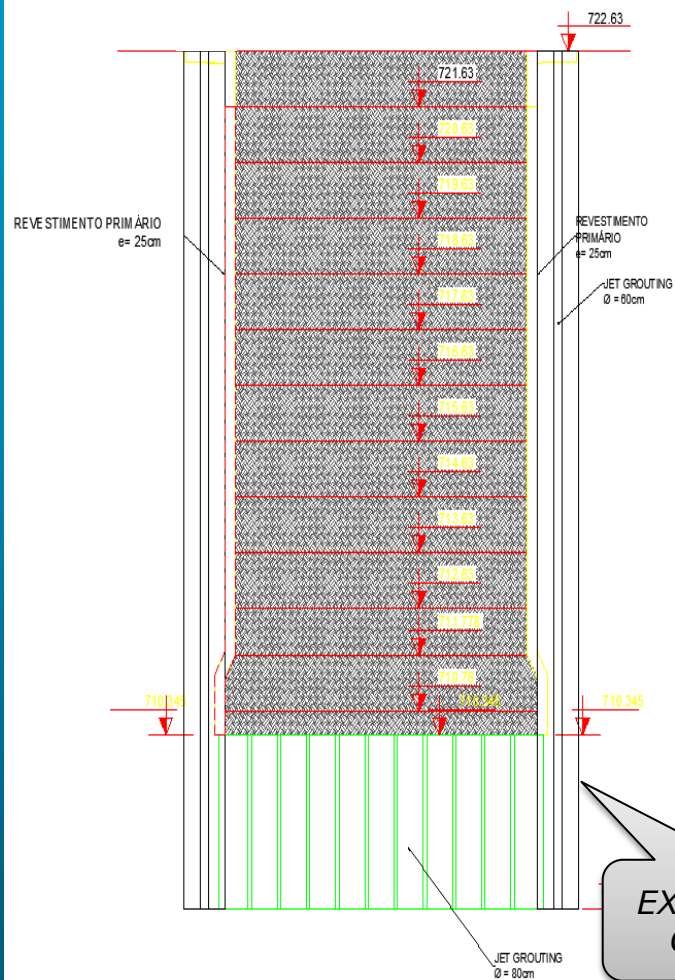 722.63
721.63
720.63
719.63
REVESTIMENTO PRIMÁRIO
e= 25cm
REVESTIMENTO
PRIMÁRIO
e= 25cm
718.63
JET GROUTING
Ø = 60cm
717.63
716.63
715.63
714.63
713.63
712.63
711.778
710.78
710.345
710.345
EX
JET GROUTING
Ø = 80cm